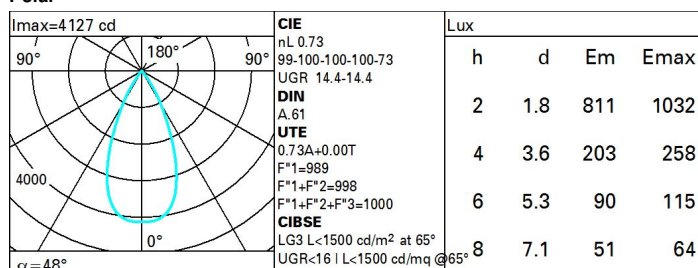 Imax=4127 cd
90°
180°
90°
4000
0°
α=48°
CIE
nL 0.73
99-100-100-100-73
UGR 14.4-14.4
DIN
A.61
UTE
0.73A+0.00T
F"1=989
F"1+F"2=998
F"1+F"2+F"3=1000
CIBSE
LG3 L<1500 cd/m² at 65°
UGR<16 | L<1500 cd/mq @65°
Lux
h d Em Emax
2 1.8 811 1032
4 3.6 203 258
6 5.3 90 115
8 7.1 51 64